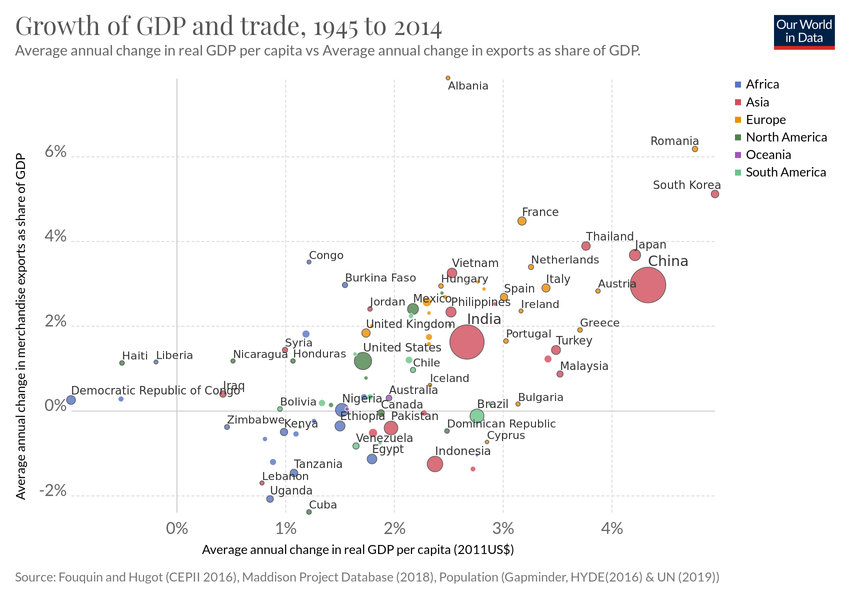 Growth of GDP and trade, 1945 to 2014
Average annual change in real GDP per capita vs Average annual change in exports as share of GDP.
Our World
in Data
Africa
Asia
Europe
North America
Oceania
South America
Average annual change in merchandise exports as share of GDP
6%
4%
2%
0%
-2%
Albania
Romania
South Korea
France
Thailand
Japan
Congo
Vietnam
Netherlands
China
Burkina Faso
Hungary
Italy
Austria
Jordan
Mexico
Philippines
Spain
Ireland
United Kingdom
India
Greece
Syria
Portugal
Turkey
Haiti
Liberia
Nicaragua
Honduras
United States
Chile
Malaysia
Iceland
Democratic Republic of Congo
Iraq
Australia
Bolivia
Nigeria
Canada
Brazil
Bulgaria
Zimbabwe
Kenya
Ethiopia
Pakistan
Dominican Republic
Venezuela
Cyprus
Egypt
Indonesia
Tanzania
Lebanon
Uganda
Cuba
0%
1%
2%
3%
4%
Average annual change in real GDP per capita (2011US$)
Source: Fouquin and Hugot (CEPII 2016), Maddison Project Database (2018), Population (Gapminder, HYDE(2016) & UN (2019))